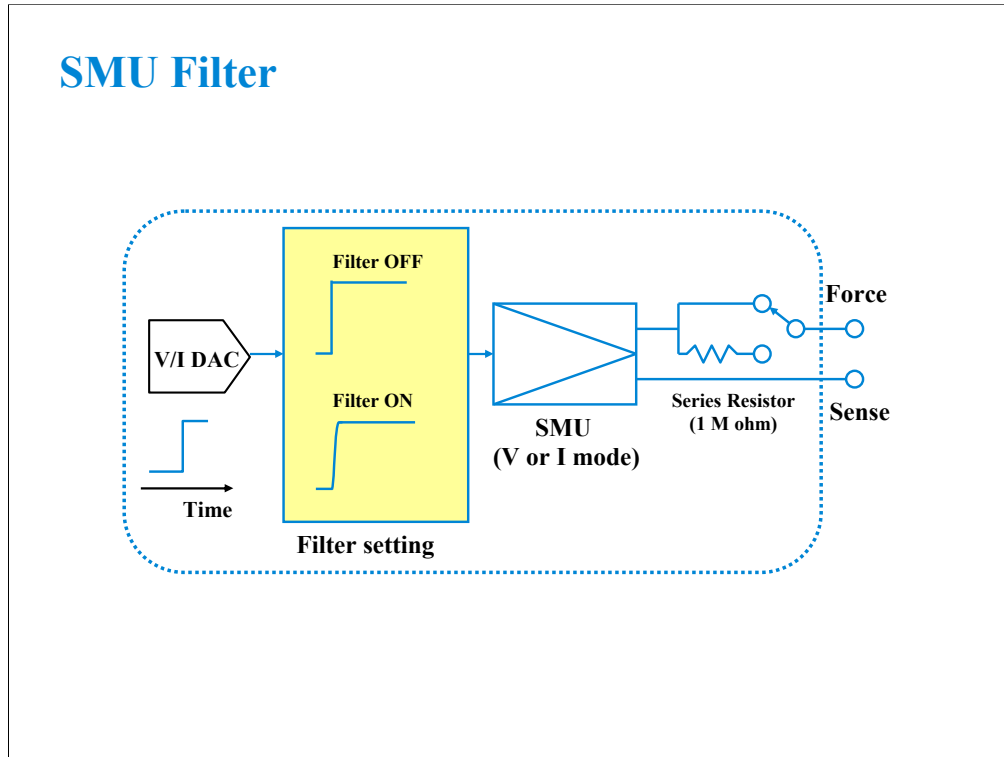 SMU Filter
Filter OFF
V/I DAC
Filter ON
Time
Filter setting
SMU
(V or I mode)
Series Resistor
(1 M ohm)
Force
Sense